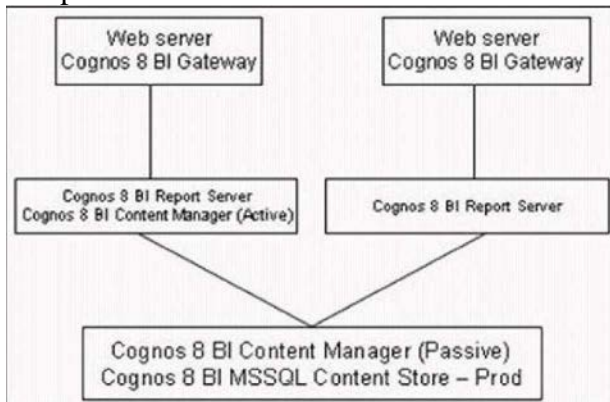 Web server
Cognos 8 BI Gateway
Web server
Cognos 8 BI Gateway
Cognos 8 BI Report Server
Cognos 8 BI Content Manager (Active)
Cognos 8 BI Report Server
Cognos 8 BI Content Manager (Passive)
Cognos 8 BI MSSQL Content Store – Prod